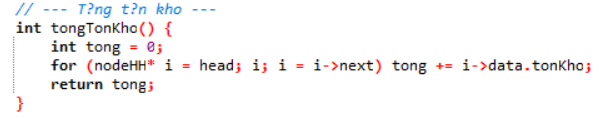 // --- T?ng t?n kho ---
int tongTonKho() {
    int tong = 0;
    for (nodeHH* i = head; i; i = i->next) tong += i->data.tonKho;
    return tong;
}